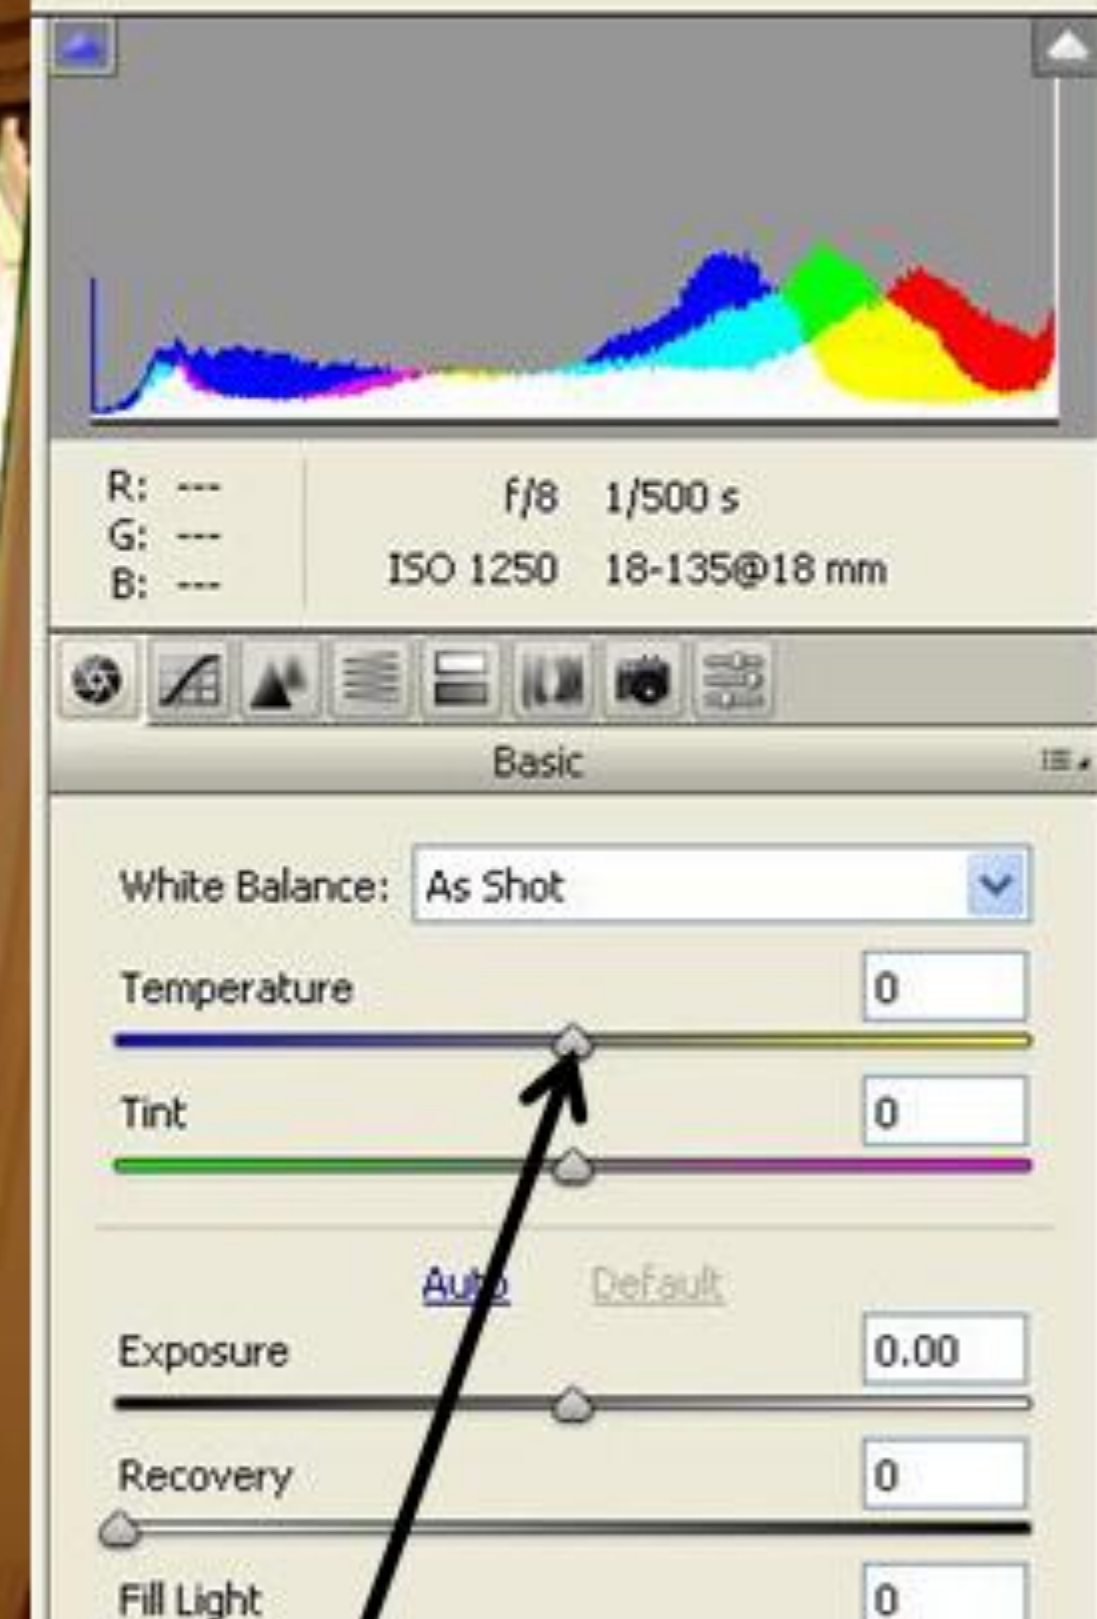 R: ---
G: ---
B: ---
f/8 1/500 s
ISO 1250 18-135@18 mm
Basic
White Balance: As Shot
Temperature 0
Tint 0
Auto Default
Exposure 0.00
Recovery 0
Fill Light 0